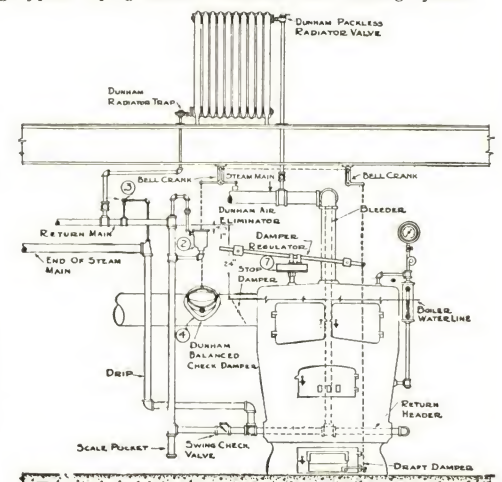 DUNHAM PACKLESS
RADIATOR VALVE
DUNHAM
RADIATOR TRAP
BELL CRANK
STEAM MAIN
BELL CRANK
3
DUNHAM AIR
ELIMINATOR
BLEEDER
RETURN MAIN
2
DAMPER
REGULATOR
END OF STEAM
MAIN
24"
7
STOP
DAMPER
BOILER
WATER LINE
4
DUNHAM
BALANCED
CHECK DAMPER
DRIP
RETURN
HEADER
SCALE POCKET
SWING CHECK
VALVE
DRAFT DAMPER